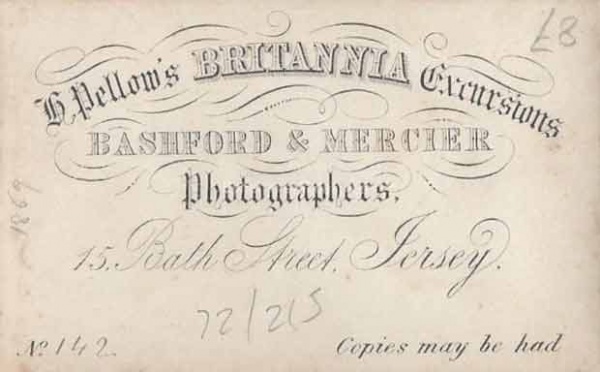 £8
H. Pellow's BRITANNIA Excursions
BASHFORD & MERCIER
Photographers,
15. Bath Street, Jersey.
1869
72/215
No. 142.
Copies may be had